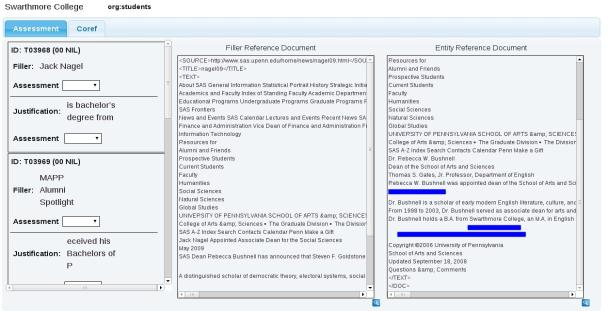 Swarthmore College org:students
Assessment Coref
ID: T03968 (00 NIL)
Filler: Jack Nagel
Assessment
Justification: is bachelor's
degree from
Assessment
ID: T03969 (00 NIL)
Filler: MAPP
Alumni
Spotlight
Assessment
Justification: eceived his
Bachelors of
P
Filler Reference Document
<SOURCE>http://www.sas.upenn.edu/home/news/nagel09.html</SOU
<TITLE>nagel09</TITLE>
<TEXT>
About SAS General Information Statistical Portrait History Strategic Initia
Academics and Faculty Index of Standing Faculty Academic Department
Educational Programs Undergraduate Programs Graduate Programs F
SAS Frontiers
News and Events SAS Calendar Lectures and Events Recent News SA
Finance and Administration Vice Dean of Finance and Administration Fi
Information Technology
Resources for
Alumni and Friends
Prospective Students
Current Students
Faculty
Humanities
Social Sciences
Natural Sciences
Global Studies
UNIVERSITY OF PENNSYLVANIA SCHOOL OF ARTS &amp; SCIENCE
College of Arts &amp; Sciences • The Graduate Division • The Division
SAS A-Z Index Search Contacts Calendar Penn Make a Gift
Jack Nagel Appointed Associate Dean for the Social Sciences
May 2009
SAS Dean Rebecca Bushnell has announced that Steven F. Goldstone
A distinguished scholar of democratic theory, electoral systems, social
Entity Reference Document
Resources for
Alumni and Friends
Prospective Students
Current Students
Faculty
Humanities
Social Sciences
Natural Sciences
Global Studies
UNIVERSITY OF PENNSYLVANIA SCHOOL OF ARTS &amp; SCIENCES
College of Arts &amp; Sciences • The Graduate Division • The Division
SAS A-Z Index Search Contacts Calendar Penn Make a Gift
Dr. Rebecca W. Bushnell
Dean of the School of Arts and Sciences
Thomas S. Gates, Jr. Professor, Department of English
Rebecca W. Bushnell was appointed dean of the School of Arts and Sci
Dr. Bushnell is a scholar of early modern English literature, culture, and
From 1998 to 2003, Dr. Bushnell served as associate dean for arts and
Dr. Bushnell holds a B.A. from Swarthmore College, an M.A. in English
Copyright ©2006 University of Pennsylvania
School of Arts and Sciences
Updated September 18, 2008
Questions &amp; Comments
</TEXT>
</DOC>